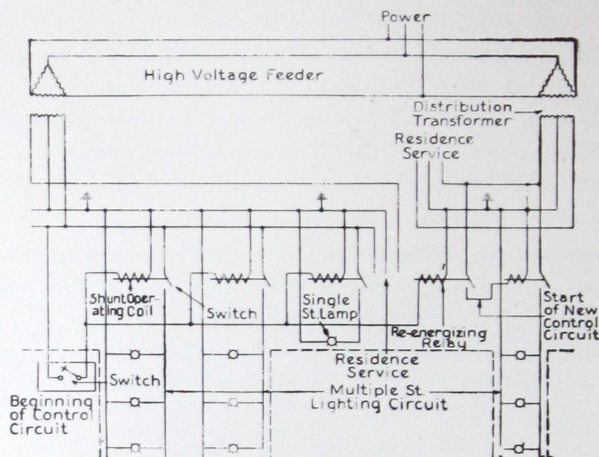 Power
High Voltage Feeder
Distribution
Transformer
Residence
Service
Shunt Oper-
ating Coil
Switch
Single
St. Lamp
Re-energizing
Relay
Start
of New
Control
Circuit
Residence
Service
Switch
Beginning
of Control
Circuit
Multiple St.
Lighting Circuit